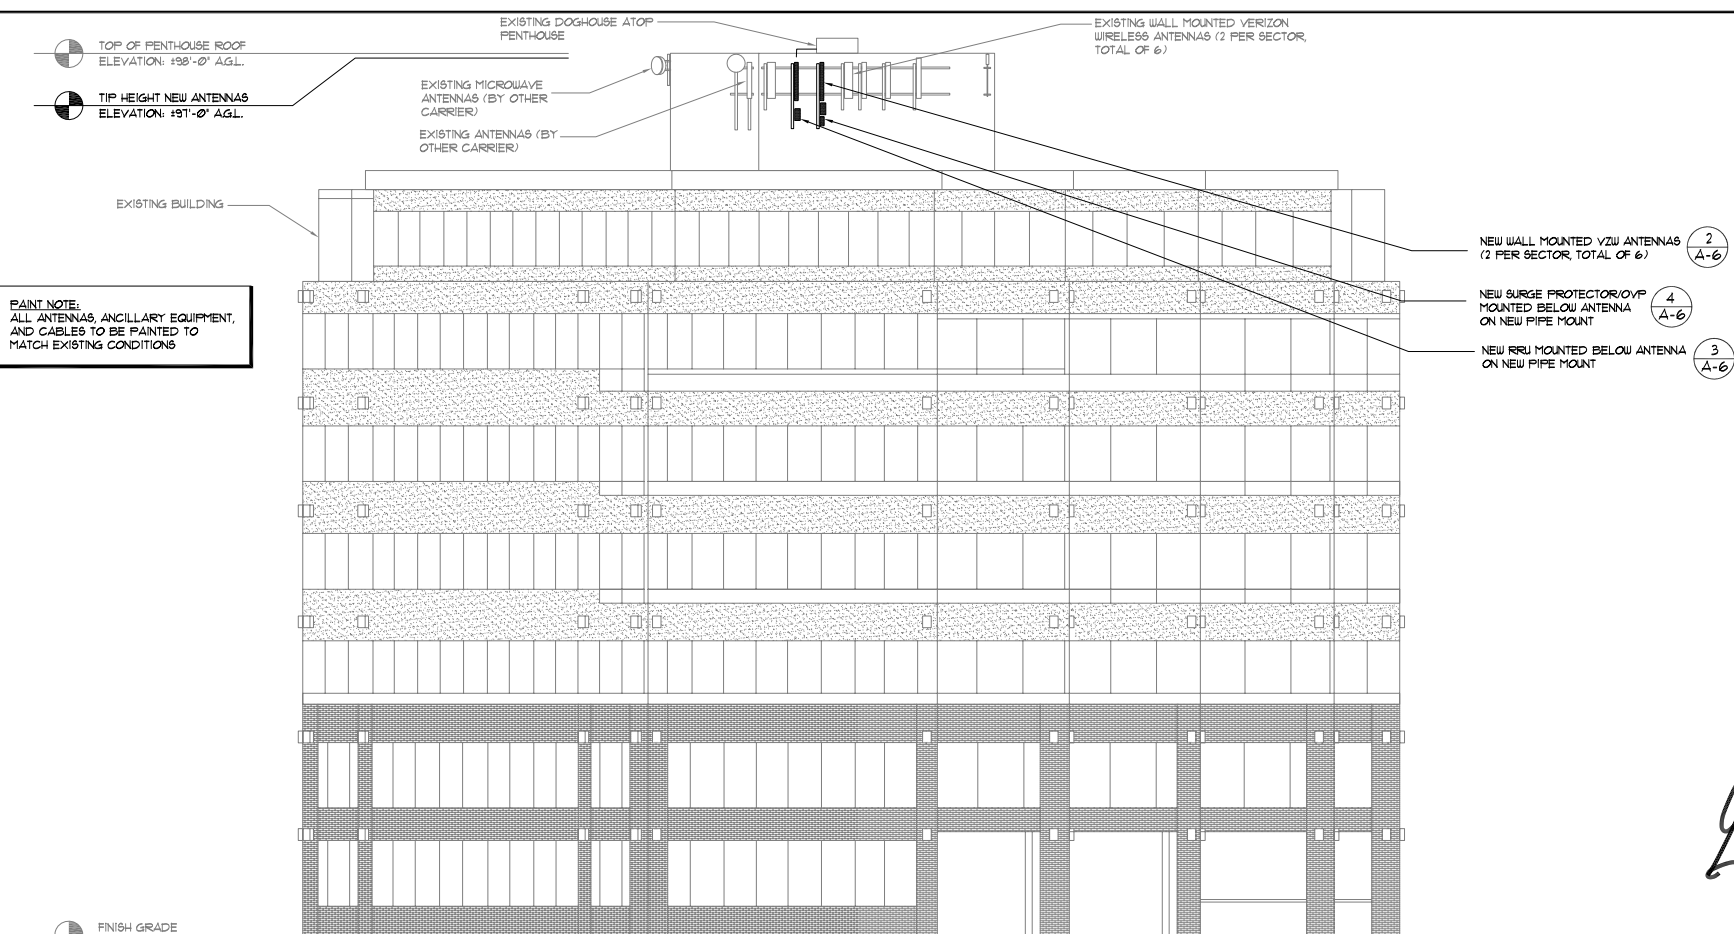 EXISTING DOGHOUSE ATOP
PENTHOUSE
EXISTING WALL MOUNTED VERIZON
WIRELESS ANTENNAS (2 PER SECTOR,
TOTAL OF 6)
TOP OF PENTHOUSE ROOF
ELEVATION: ±98'-0" A.G.L.
TIP HEIGHT NEW ANTENNAS
ELEVATION: ±97'-0" A.G.L.
EXISTING MICROWAVE
ANTENNAS (BY OTHER
CARRIER)
EXISTING ANTENNAS (BY
OTHER CARRIER)
EXISTING BUILDING
NEW WALL MOUNTED VZW ANTENNAS
(2 PER SECTOR, TOTAL OF 6)
2
A-6
NEW SURGE PROTECTOR/OVP
MOUNTED BELOW ANTENNA
ON NEW PIPE MOUNT
4
A-6
NEW RRU MOUNTED BELOW ANTENNA
ON NEW PIPE MOUNT
3
A-6
PAINT NOTE:
ALL ANTENNAS, ANCILLARY EQUIPMENT,
AND CABLES TO BE PAINTED TO
MATCH EXISTING CONDITIONS
FINISH GRADE